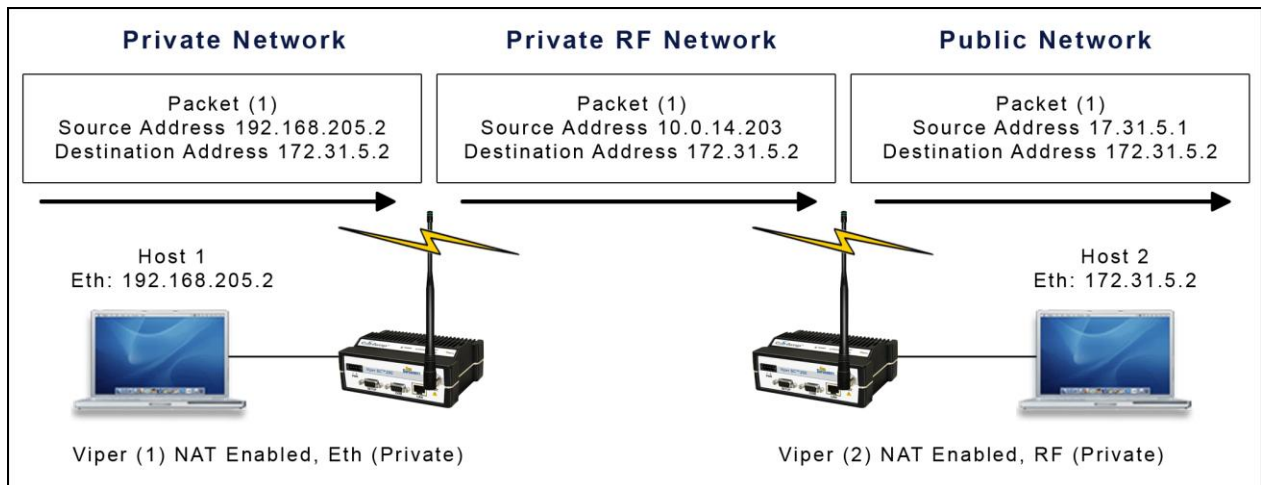 Private Network
Private RF Network
Public Network
Packet (1)
Source Address 192.168.205.2
Destination Address 172.31.5.2
Packet (1)
Source Address 10.0.14.203
Destination Address 172.31.5.2
Packet (1)
Source Address 17.31.5.1
Destination Address 172.31.5.2
Host 1
Eth: 192.168.205.2
Host 2
Eth: 172.31.5.2
Viper (1) NAT Enabled, Eth (Private)
Viper (2) NAT Enabled, RF (Private)